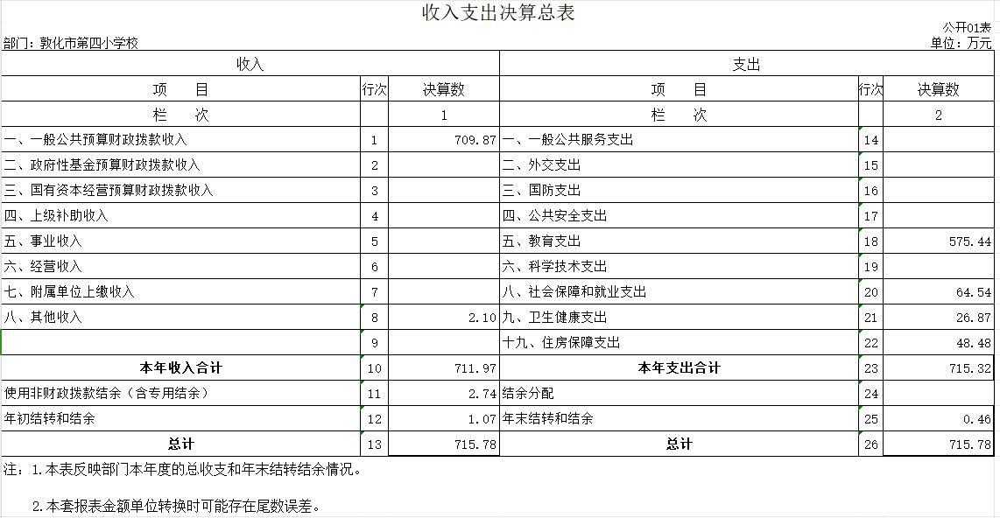 收入支出决算总表
公开01表
部门：敦化市第四小学校 单位：万元
收入 支出
项 目 行次 决算数 项 目 行次 决算数
栏 次 1 栏 次 2
一、一般公共预算财政拨款收入 1 709.87 一、一般公共服务支出 14
二、政府性基金预算财政拨款收入 2 二、外交支出 15
三、国有资本经营预算财政拨款收入 3 三、国防支出 16
四、上级补助收入 4 四、公共安全支出 17
五、事业收入 5 五、教育支出 18 575.44
六、经营收入 6 六、科学技术支出 19
七、附属单位上缴收入 7 八、社会保障和就业支出 20 64.54
八、其他收入 8 2.10 九、卫生健康支出 21 26.87
9 十九、住房保障支出 22 48.48
本年收入合计 10 711.97 本年支出合计 23 715.32
使用非财政拨款结余（含专用结余） 11 2.74 结余分配 24
年初结转和结余 12 1.07 年末结转和结余 25 0.46
总计 13 715.78 总计 26 715.78
注：1.本表反映部门本年度的总收支和年末结转结余情况。
2.本套报表金额单位转换时可能存在尾数误差。